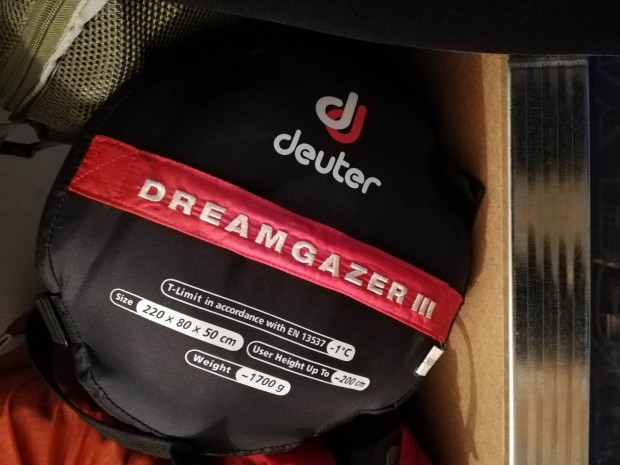 deuter
DREAMGAZER III
T-Limit in accordance with EN 13537 -1°C
Size 220 x 80 x 50 cm
User Height Up To ~200 cm
Weight ~1700 g